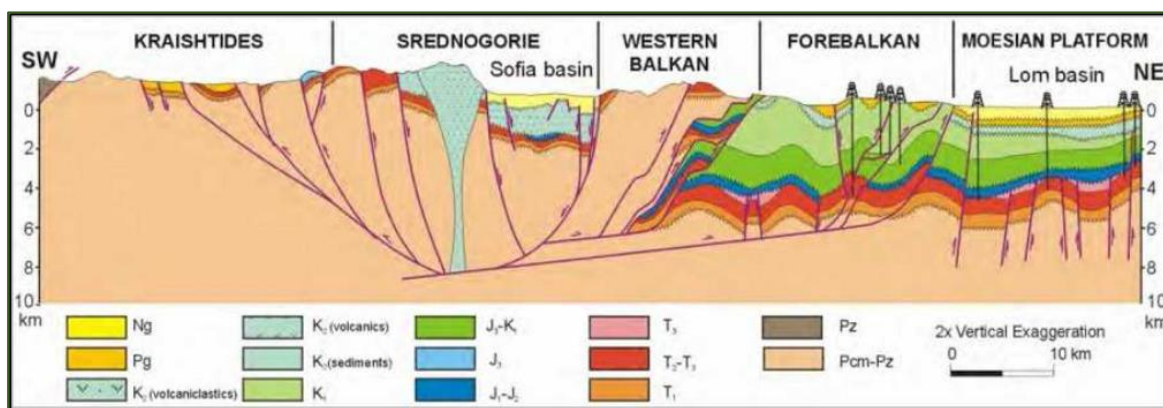 KRAISHTIDES
SREDNOGORIE
WESTERN
BALKAN
FOREBALKAN
MOESIAN PLATFORM
SW
Sofia basin
Lom basin
NE
0
2
4
6
8
10
km
0
2
4
6
8
10
km
Ng
Pg
K₂ (volcaniclastics)
K₂ (volcanics)
K₂ (sediments)
K₁
J₃-K₁
J₃
J₁-J₂
T₃
T₂-T₃
T₁
Pz
Pcm-Pz
2x Vertical Exaggeration
0 10 km